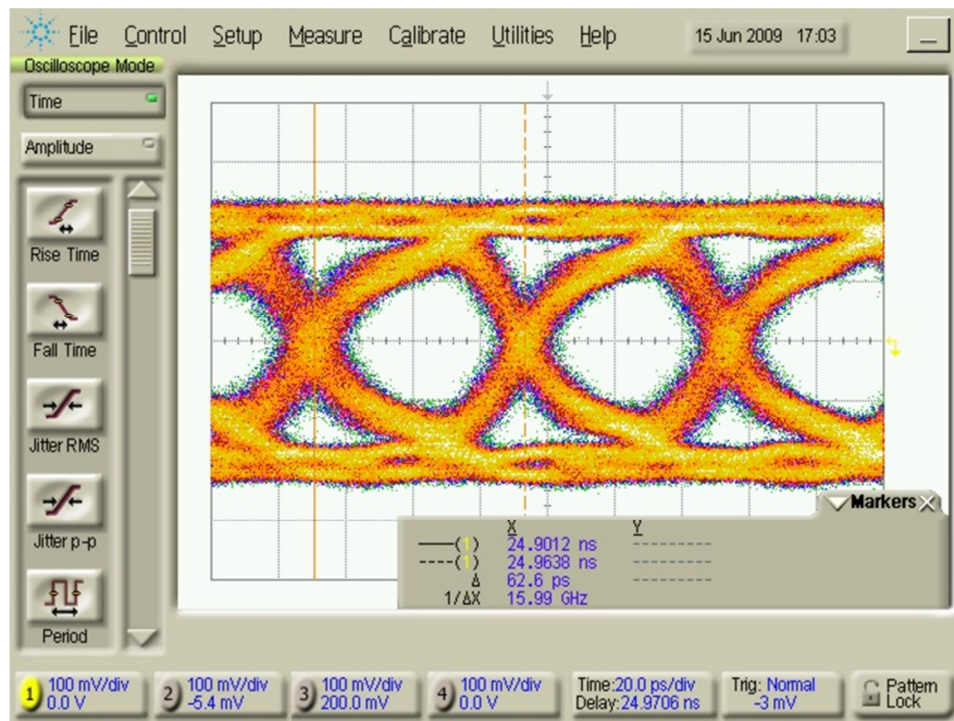 File Control Setup Measure Calibrate Utilities Help 15 Jun 2009 17:03
Oscilloscope Mode
Time
Amplitude
Rise Time
Fall Time
Jitter RMS
Jitter p-p
Period
Markers
X Y
——(1) 24.9012 ns ---------
----(1) 24.9638 ns ---------
Δ 62.6 ps ---------
1/ΔX 15.99 GHz
1 100 mV/div
0.0 V
2 100 mV/div
-5.4 mV
3 100 mV/div
200.0 mV
4 100 mV/div
0.0 V
Time:20.0 ps/div
Delay:24.9706 ns
Trig: Normal
-3 mV
Pattern
Lock